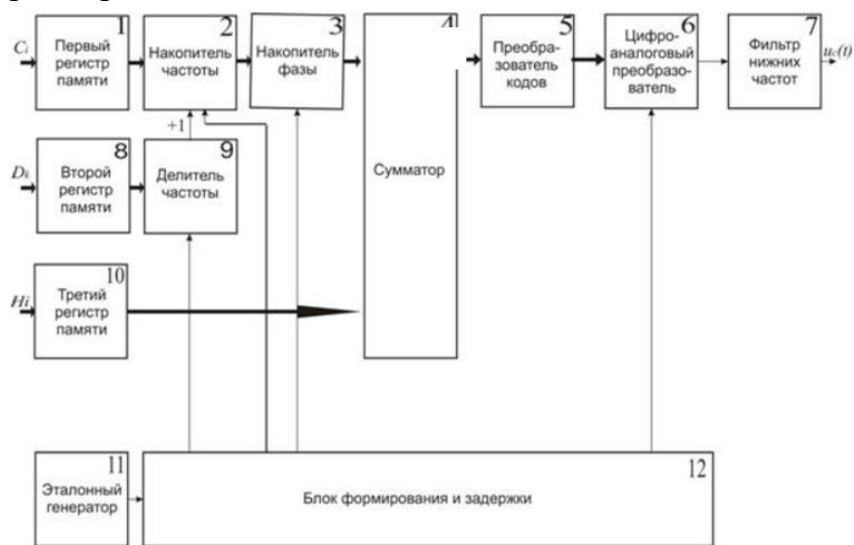 1
Первый
регистр
памяти
2
Накопитель
частоты
3
Накопитель
фазы
4
Сумматор
5
Преобра-
зователь
кодов
6
Цифро-
аналоговый
преобразо-
ватель
7
Фильтр
нижних
частот
Ci
uc(t)
+1
Dk
8
Второй
регистр
памяти
9
Делитель
частоты
Hi
10
Третий
регистр
памяти
11
Эталонный
генератор
12
Блок формирования и задержки